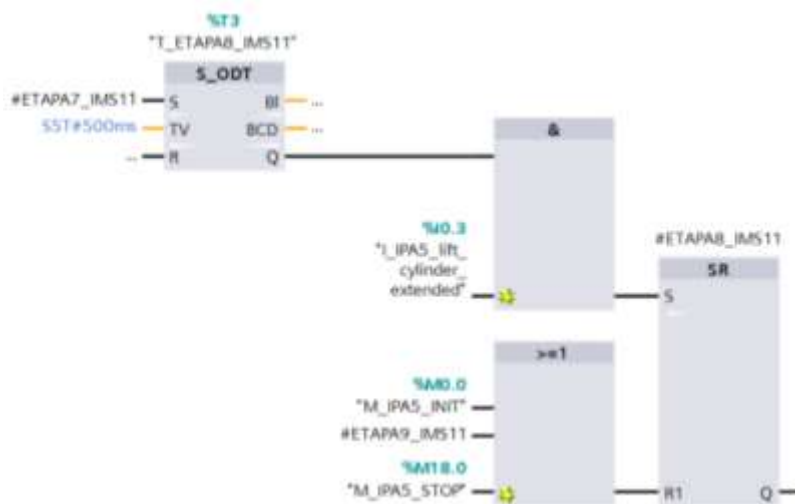 %T3
"T_ETAPA8_IMS11"
S_ODT
#ETAPA7_IMS11
S
BI
...
S5T#500ms
TV
BCD
...
...
R
Q
&
%I0.3
"I_IPA5_lift_
cylinder_
extended"
#ETAPA8_IMS11
SR
S
>=1
%M0.0
"M_IPA5_INIT"
#ETAPA9_IMS11
%M18.0
"M_IPA5_STOP"
R1
Q